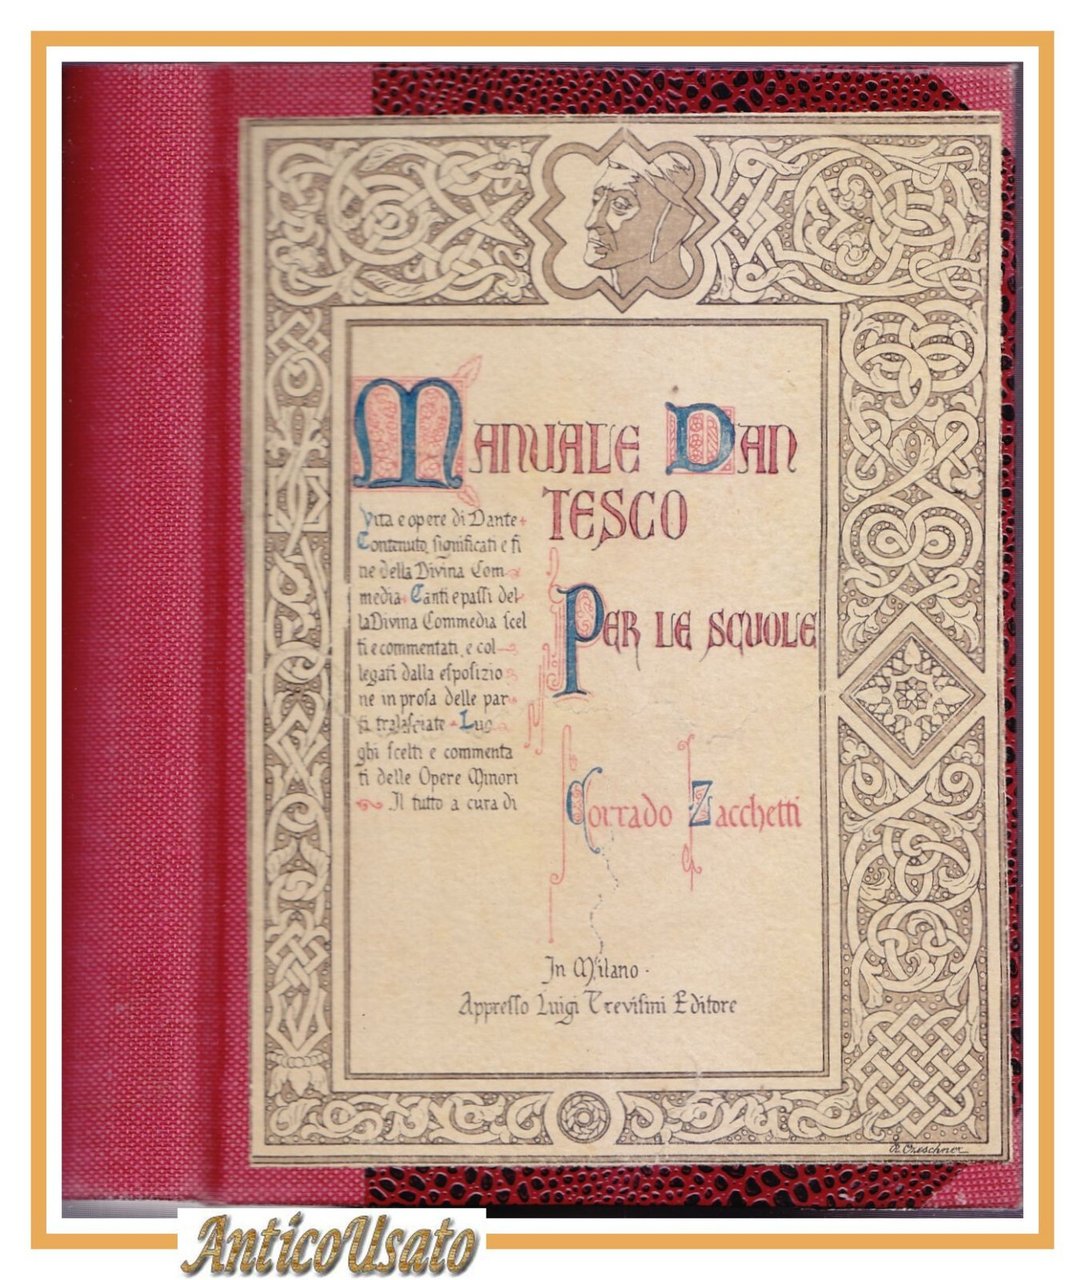 MANUALE DAN
TESCO
PER LE SCUOLE
Vita e opere di Dante
Contenuto, significati e fi
ne della Divina Com
media Canti e passi del
la Divina Commedia scel
ti e commentati, e col
legati dalla esposizio
ne in prosa delle par
ti tralasciate Luo
ghi scelti e commenta
ti delle Opere Minori
Il tutto a cura di
Corrado Zacchetti
In Milano
Appresso Luigi Trevisini Editore
AnticoUsato